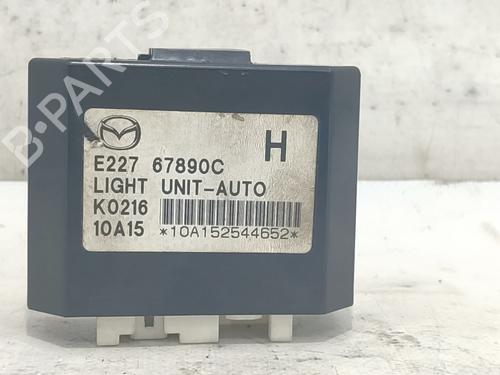 B-PARTS
E227 67890C H
LIGHT UNIT-AUTO
K0216
10A15 *10A152544652*